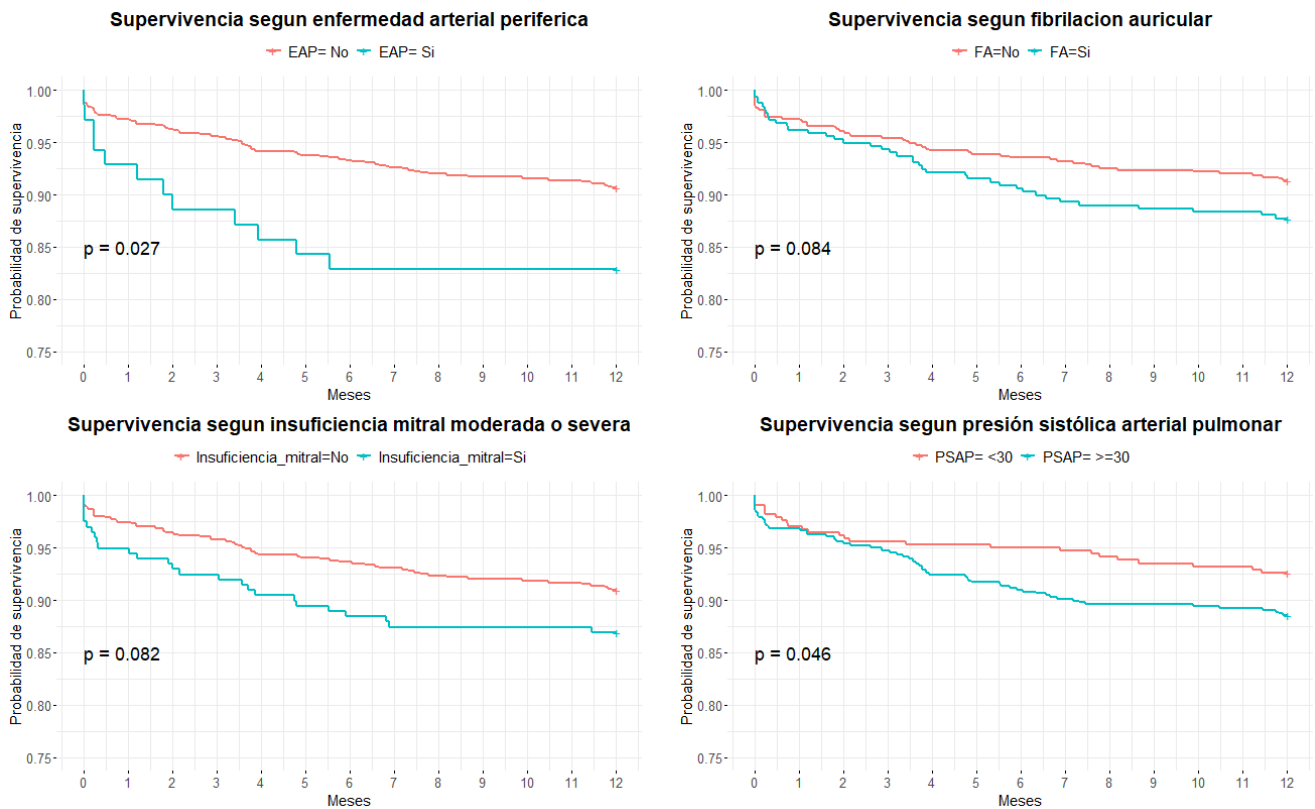 Supervivencia segun enfermedad arterial periferica
EAP= No EAP= Si
Probabilidad de supervivencia
1.00
0.95
0.90
0.85
0.80
0.75
p = 0.027
0 1 2 3 4 5 6 7 8 9 10 11 12
Meses
Supervivencia segun fibrilacion auricular
FA=No FA=Si
Probabilidad de supervivencia
1.00
0.95
0.90
0.85
0.80
0.75
p = 0.084
0 1 2 3 4 5 6 7 8 9 10 11 12
Meses
Supervivencia segun insuficiencia mitral moderada o severa
Insuficiencia_mitral=No Insuficiencia_mitral=Si
Probabilidad de supervivencia
1.00
0.95
0.90
0.85
0.80
0.75
p = 0.082
0 1 2 3 4 5 6 7 8 9 10 11 12
Meses
Supervivencia segun presión sistólica arterial pulmonar
PSAP= <30 PSAP= >=30
Probabilidad de supervivencia
1.00
0.95
0.90
0.85
0.80
0.75
p = 0.046
0 1 2 3 4 5 6 7 8 9 10 11 12
Meses